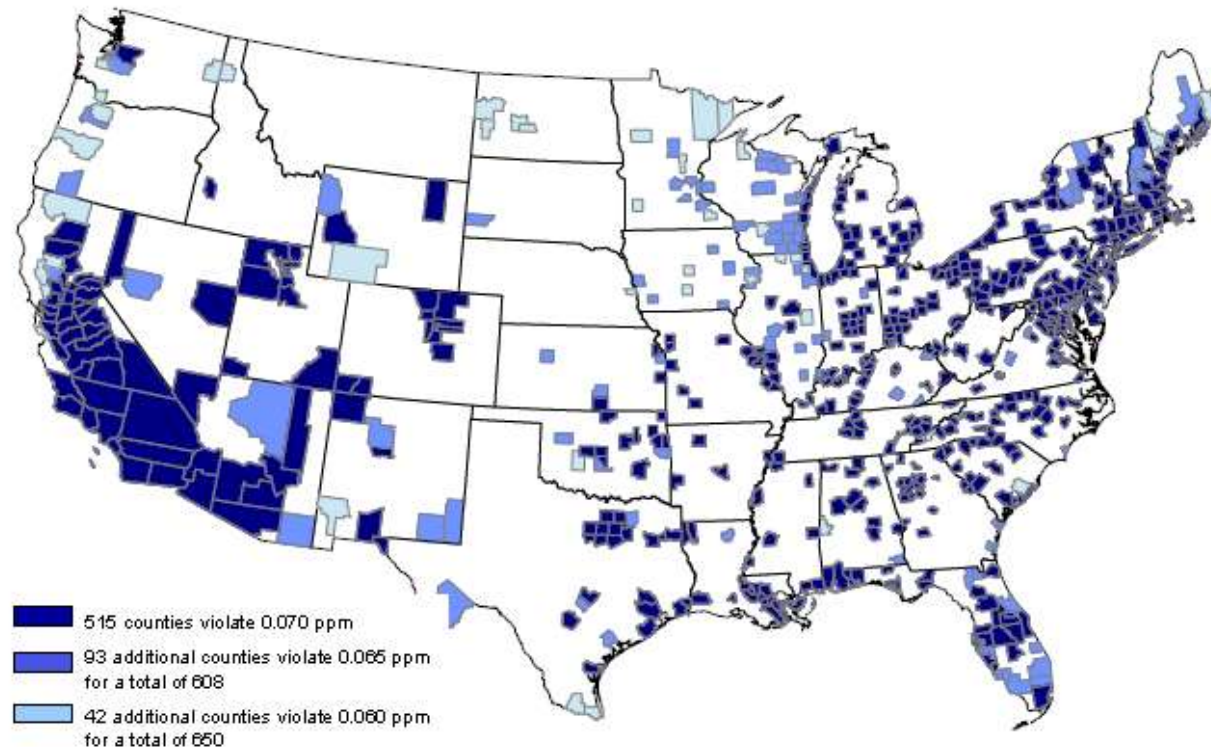 515 counties violate 0.070 ppm
93 additional counties violate 0.065 ppm
for a total of 608
42 additional counties violate 0.060 ppm
for a total of 650